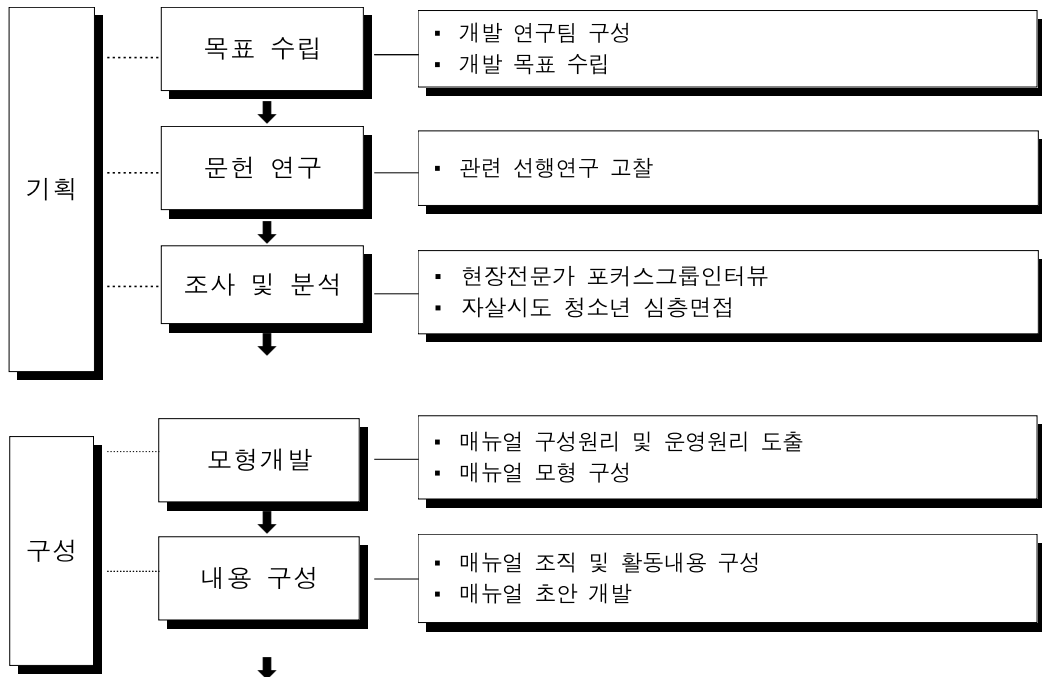 기획
목표 수립
▪ 개발 연구팀 구성
▪ 개발 목표 수립
문헌 연구
▪ 관련 선행연구 고찰
조사 및 분석
▪ 현장전문가 포커스그룹인터뷰
▪ 자살시도 청소년 심층면접
구성
모형개발
▪ 매뉴얼 구성원리 및 운영원리 도출
▪ 매뉴얼 모형 구성
내용 구성
▪ 매뉴얼 조직 및 활동내용 구성
▪ 매뉴얼 초안 개발